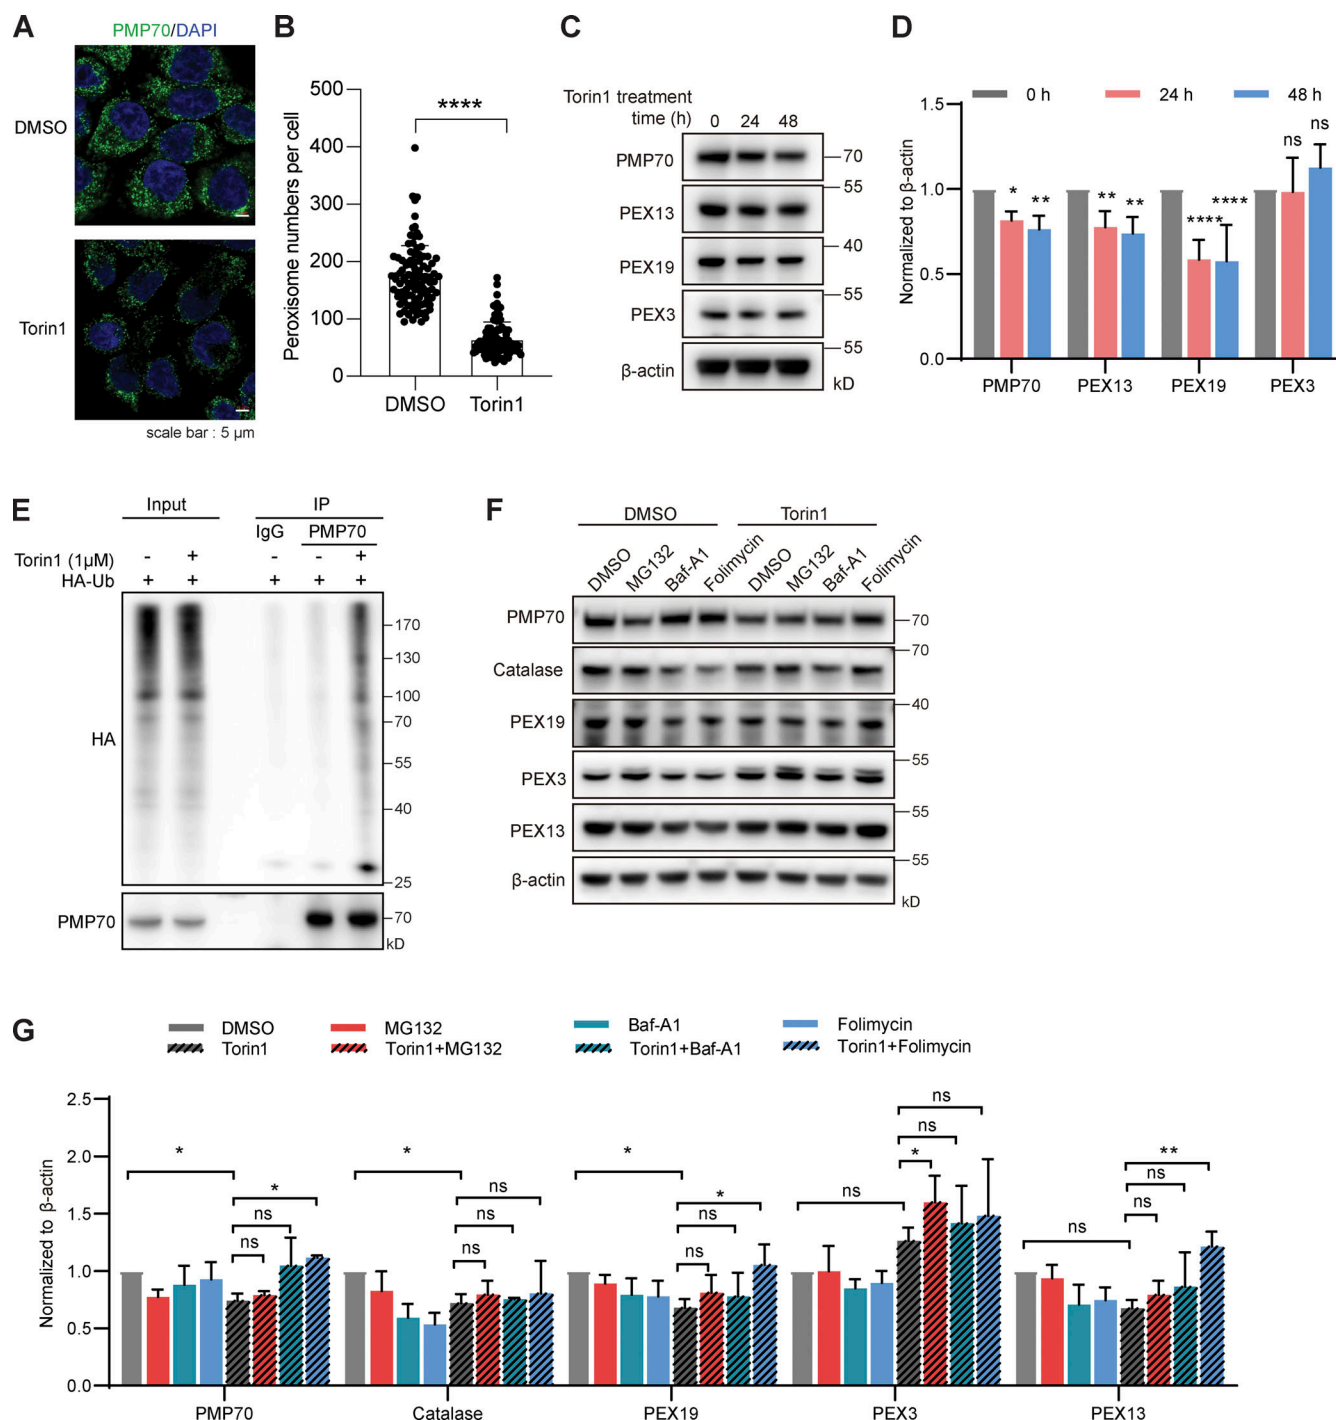 A
PMP70/DAPI
DMSO
Torin1
scale bar : 5 µm
B
Peroxisome numbers per cell
500
400
300
200
100
0
****
DMSO Torin1
C
Torin1 treatment
time (h) 0 24 48
PMP70 70
55
PEX13
40
PEX19
55
PEX3
55
β-actin
kD
D
0 h 24 h 48 h
Normalized to β-actin
1.5
1.0
0.5
0.0
* ** ** ** **** **** ns ns
PMP70 PEX13 PEX19 PEX3
E
Input IP
IgG PMP70
Torin1 (1µM) - + - - +
HA-Ub + + + + +
HA
170
130
100
70
55
40
25
PMP70 70
kD
F
DMSO Torin1
DMSO MG132 Baf-A1 Folimycin DMSO MG132 Baf-A1 Folimycin
PMP70 70
70
Catalase
40
PEX19
55
PEX3
55
PEX13
55
β-actin
kD
G
DMSO MG132 Baf-A1 Folimycin
Torin1 Torin1+MG132 Torin1+Baf-A1 Torin1+Folimycin
Normalized to β-actin
2.5
2.0
1.5
1.0
0.5
0.0
* ns ns *
* ns ns ns
* ns ns *
ns * ns ns
ns ns ns **
PMP70 Catalase PEX19 PEX3 PEX13